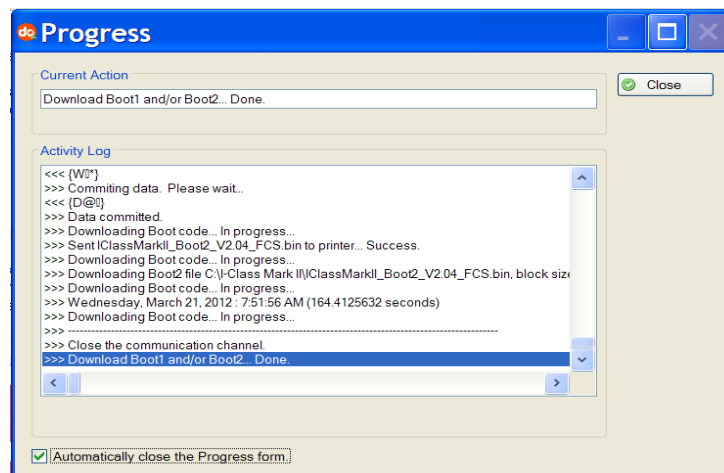 do
Progress
Current Action
Download Boot1 and/or Boot2... Done.
Close
Activity Log
<<< {W▯*}
>>> Commiting data. Please wait...
<<< {D@▯}
>>> Data committed.
>>> Downloading Boot code... In progress...
>>> Sent IClassMarkII_Boot2_V2.04_FCS.bin to printer... Success.
>>> Downloading Boot code... In progress...
>>> Downloading Boot2 file C:\I-Class Mark II\IClassMarkII_Boot2_V2.04_FCS.bin, block size
>>> Downloading Boot code... In progress...
>>> Wednesday, March 21, 2012 : 7:51:56 AM (164.4125632 seconds)
>>> Downloading Boot code... In progress...
>>> ------------------------------------------------------------------------------------------------
>>> Close the communication channel.
>>> Download Boot1 and/or Boot2... Done.
Automatically close the Progress form.